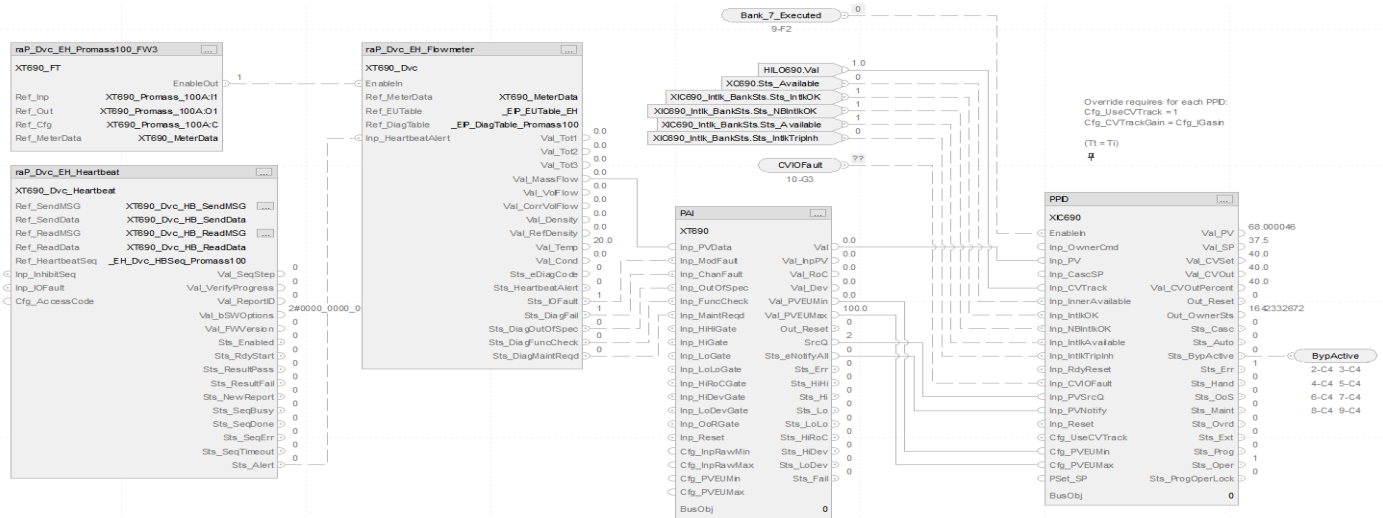 Bank_7_Executed
0
9-F2
raP_Dvc_EH_Promass100_FW3
...
XT690_FT
EnableOut
1
Ref_Inp XT690_Promass_100A:I1
Ref_Out XT690_Promass_100A:O1
Ref_Cfg XT690_Promass_100A:C
Ref_MeterData XT690_MeterData
raP_Dvc_EH_Heartbeat
...
XT690_Dvc_Heartbeat
Ref_SendMSG XT690_Dvc_HB_SendMSG ...
Ref_SendData XT690_Dvc_HB_SendData
Ref_ReadMSG XT690_Dvc_HB_ReadMSG ...
Ref_ReadData XT690_Dvc_HB_ReadData
Ref_HeartbeatSeq _EH_Dvc_HBSeq_Promass100
0
Inp_InhibitSeq Val_SeqStep
0
Inp_IOFault Val_VerifyProgress
0
Cfg_AccessCode Val_ReportID
2#0000_0000_0
Val_bSWOptions
0
Val_FWVersion
0
Sts_Enabled
0
Sts_RdyStart
0
Sts_ResultPass
0
Sts_ResultFail
0
Sts_NewReport
0
Sts_SeqBusy
0
Sts_SeqDone
0
Sts_SeqErr
0
Sts_SeqTimeout
0
Sts_Alert
raP_Dvc_EH_Flowmeter
...
XT690_Dvc
EnableIn
Ref_MeterData XT690_MeterData
Ref_EUTable _EIP_EUTable_EH
Ref_DiagTable _EIP_DiagTable_Promass100
0.0
Inp_HeartbeatAlert Val_Tot1
0.0
Val_Tot2
0.0
Val_Tot3
0.0
Val_MassFlow
0.0
Val_VolFlow
0.0
Val_CorrVolFlow
0.0
Val_Density
0.0
Val_RefDensity
20.0
Val_Temp
0.0
Val_Cond
0
Sts_eDiagCode
0
Sts_HeartbeatAlert
1
Sts_IOFault
1
Sts_DiagFail
0
Sts_DiagOutOfSpec
0
Sts_DiagFuncCheck
0
Sts_DiagMaintReqd
HILO690.Val
1.0
XC690.Sts_Available
0
XIC690_Intlk_BankSts.Sts_IntlkOK
1
XIC690_Intlk_BankSts.Sts_NBIntlkOK
1
XIC690_Intlk_BankSts.Sts_Available
1
XIC690_Intlk_BankSts.Sts_IntlkTripInh
0
CVIOFault
??
10-G3
PAI
...
XT690
0.0
Inp_PVData Val
0.0
Inp_ModFault Val_InpPV
0.0
Inp_ChanFault Val_RoC
0.0
Inp_OutOfSpec Val_Dev
0.0
Inp_FuncCheck Val_PVEUMin
100.0
Inp_MaintReqd Val_PVEUMax
0
Inp_HiHiGate Out_Reset
2
Inp_HiGate SrcQ
0
Inp_LoGate Sts_eNotifyAll
0
Inp_LoLoGate Sts_Err
0
Inp_HiRoCGate Sts_HiHi
0
Inp_HiDevGate Sts_Hi
0
Inp_LoDevGate Sts_Lo
0
Inp_OoRGate Sts_LoLo
0
Inp_Reset Sts_HiRoC
0
Cfg_InpRawMin Sts_HiDev
0
Cfg_InpRawMax Sts_LoDev
0
Cfg_PVEUMin Sts_Fail
Cfg_PVEUMax
BusObj 0
Override requires for each PPID:
Cfg_UseCVTrack = 1
Cfg_CVTrackGain = Cfg_IGasin
(Tt = Ti)
PPID
...
XIC690
68.000046
EnableIn Val_PV
37.5
Inp_OwnerCmd Val_SP
40.0
Inp_PV Val_CVSet
40.0
Inp_CascSP Val_CVOut
40.0
Inp_CVTrack Val_CVOutPercent
0
Inp_InnerAvailable Out_Reset
Inp_IntlkOK Out_OwnerSts
0
Inp_NBIntlkOK Sts_Casc
0
Inp_IntlkAvailable Sts_Auto
0
Inp_IntlkTripInh Sts_BypActive
1
Inp_RdyReset Sts_Err
0
Inp_CVIOFault Sts_Hand
0
Inp_PVSrcQ Sts_OoS
0
Inp_PVNotify Sts_Maint
0
Inp_Reset Sts_Ovrd
0
Cfg_UseCVTrack Sts_Ext
0
Cfg_PVEUMin Sts_Prog
1
Cfg_PVEUMax Sts_Oper
0
PSet_SP Sts_ProgOperLock
BusObj 0
BypActive
2-C4 3-C4
4-C4 5-C4
6-C4 7-C4
8-C4 9-C4